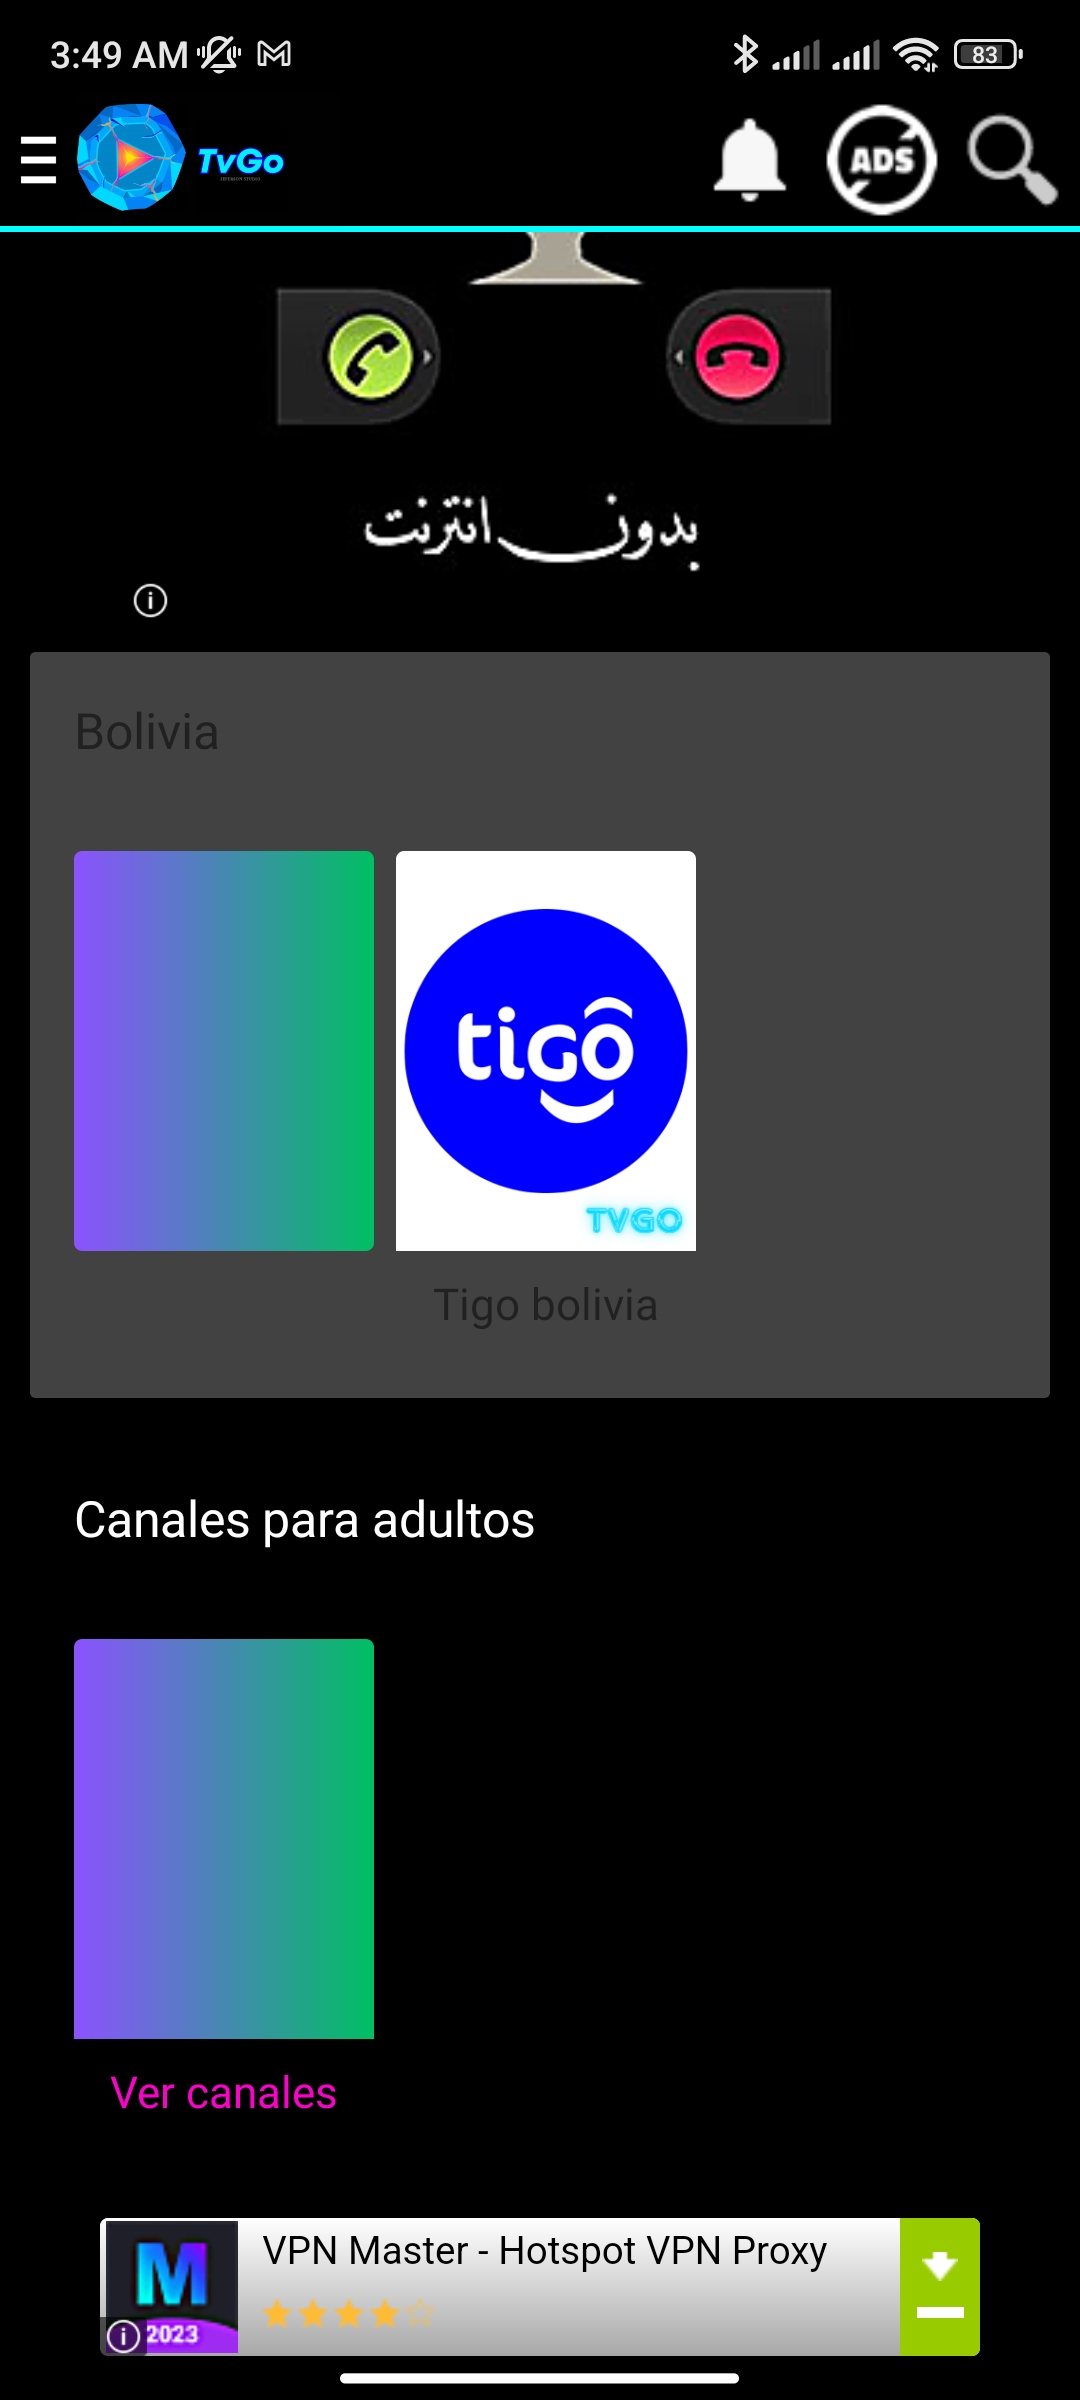 3:49 AM
83
TvGo
ADS
بدون انترنت
Bolivia
tigo
TVGO
Tigo bolivia
Canales para adultos
Ver canales
M
2023
VPN Master - Hotspot VPN Proxy